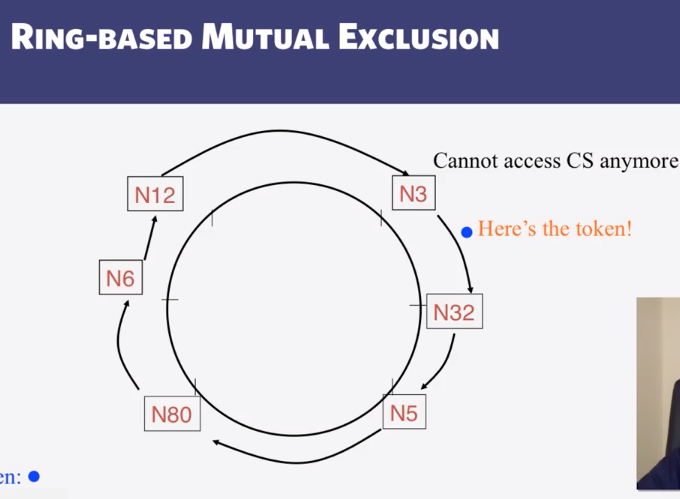 RING-BASED MUTUAL EXCLUSION
Cannot access CS anymore
N12
N3
Here's the token!
N6
N32
N80
N5
en: